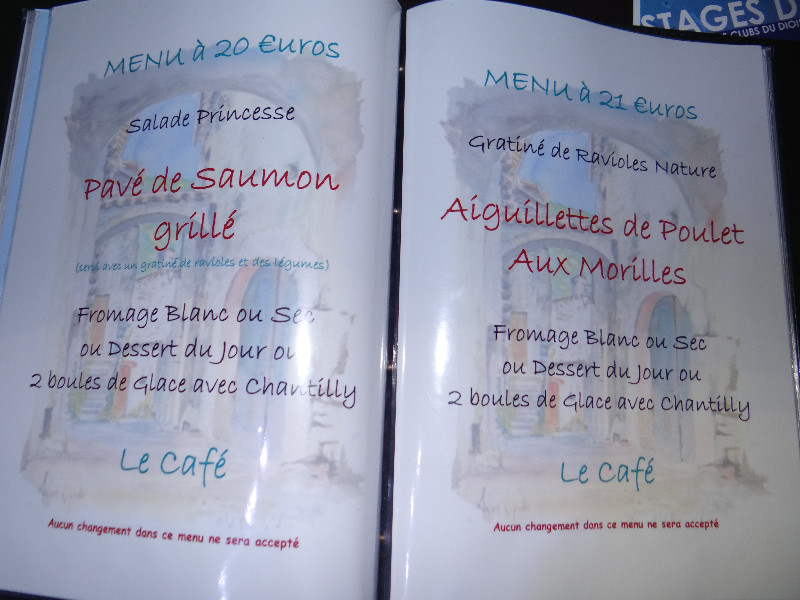 MENU à 20 €uros
Salade Princesse
Pavé de Saumon
grillé
(servi avec un gratiné de ravioles et des légumes)
Fromage Blanc ou Sec
ou Dessert du Jour ou
2 boules de Glace avec Chantilly
Le Café
Aucun changement dans ce menu ne sera accepté
STAGES D
CLUBS DU DIOIS
MENU à 21 €uros
Gratiné de Ravioles Nature
Aiguillettes de Poulet
Aux Morilles
Fromage Blanc ou Sec
ou Dessert du Jour ou
2 boules de Glace avec Chantilly
Le Café
Aucun changement dans ce menu ne sera accepté